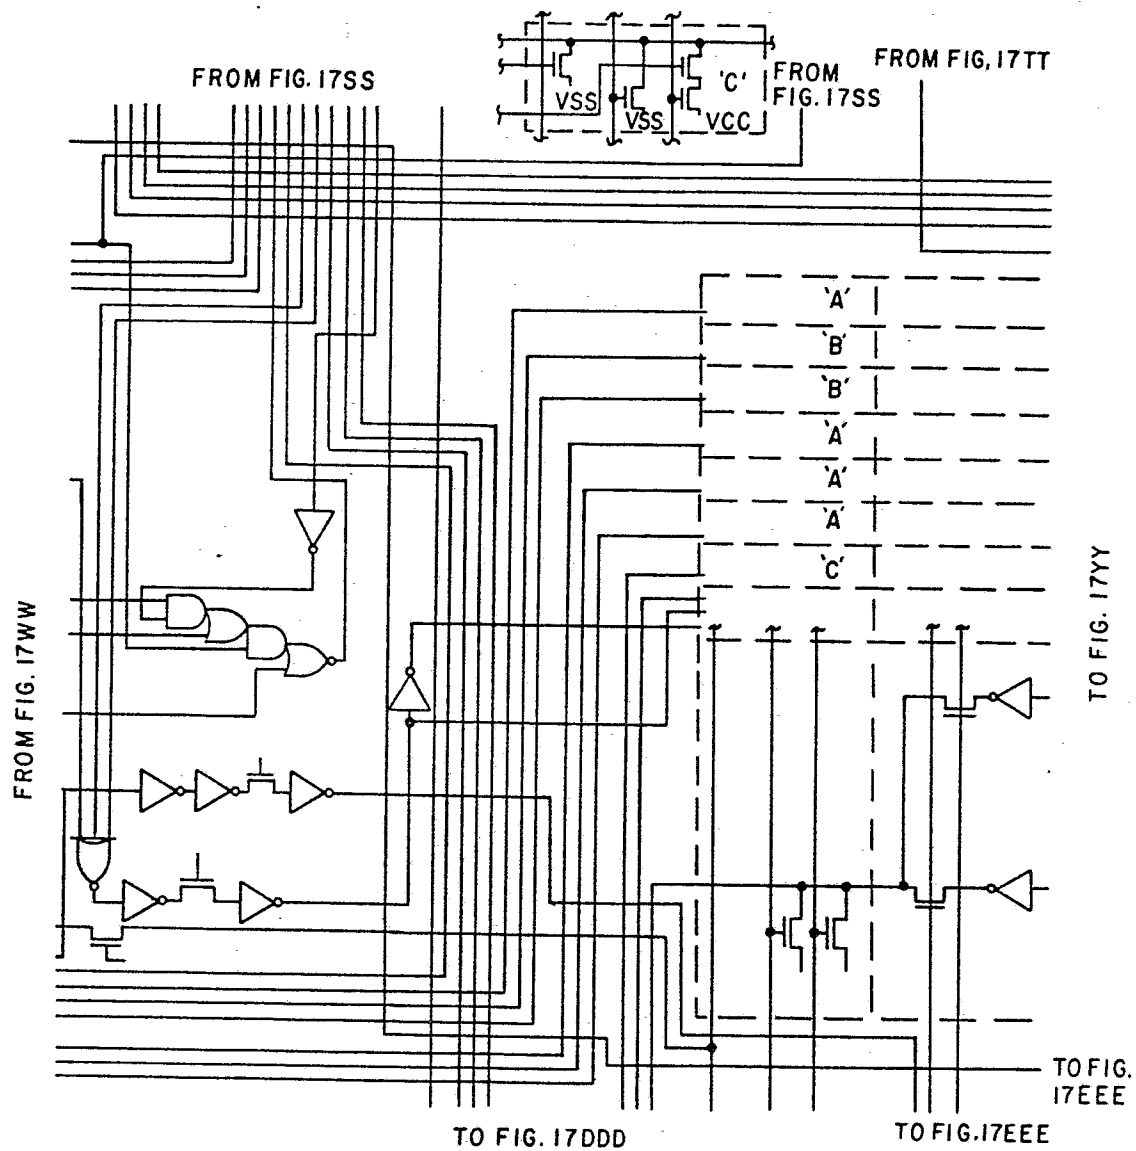 FROM FIG. 17SS
'C'
VSS
VSS
VCC
FROM
FIG. 17SS
FROM FIG, 17TT
'A'
'B'
'B'
'A'
'A'
'A'
'C'
FROM FIG. 17WW
TO FIG. 17YY
TO FIG.
17EEE
TO FIG. 17DDD
TO FIG.17EEE